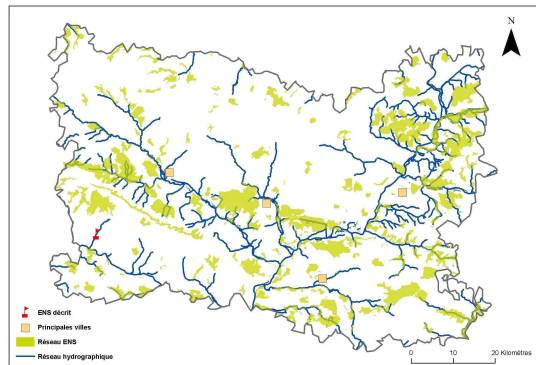 N
ENS décrit
Principales villes
Réseau ENS
Réseau hydrographique
0 10 20 Kilomètres